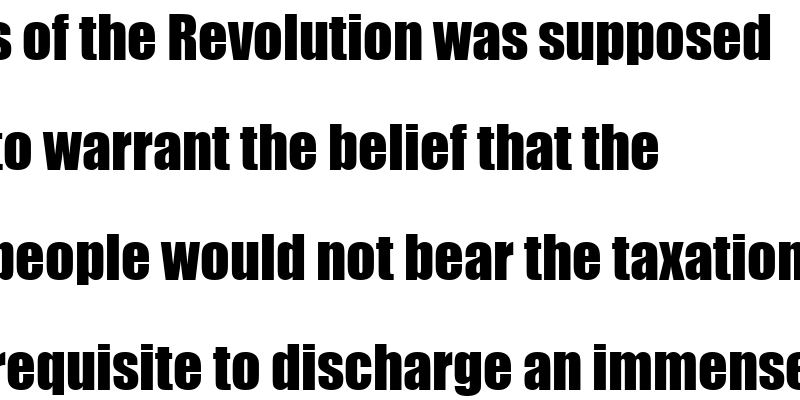 s of the Revolution was supposed
to warrant the belief that the
people would not bear the taxation
requisite to discharge an immense